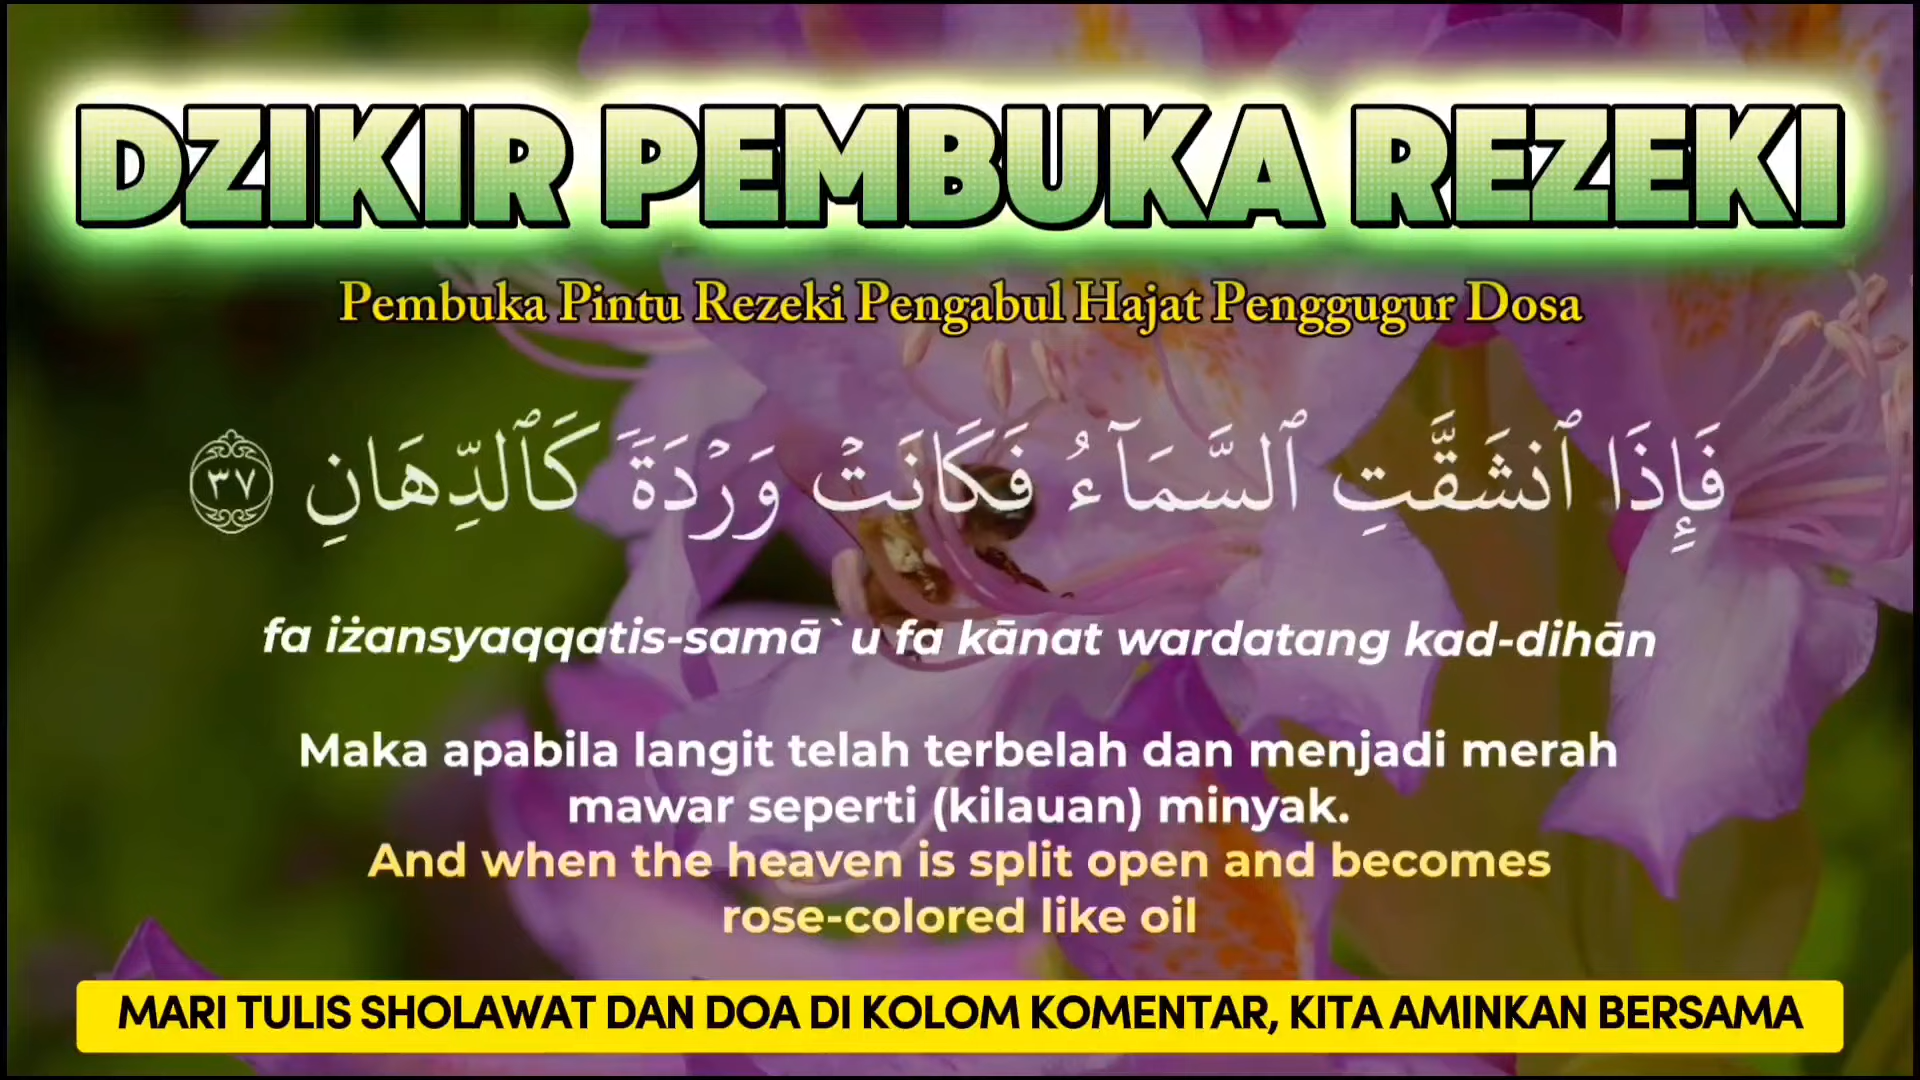 DZIKIR PEMBUKA REZEKI
Pembuka Pintu Rezeki Pengabul Hajat Penggugur Dosa
فَإِذَا ٱنشَقَّتِ ٱلسَّمَآءُ فَكَانَتْ وَرْدَةً كَٱلدِّهَانِ ٣٧
fa iżansyaqqatis-samā`u fa kānat wardatang kad-dihān
Maka apabila langit telah terbelah dan menjadi merah
mawar seperti (kilauan) minyak.
And when the heaven is split open and becomes
rose-colored like oil
MARI TULIS SHOLAWAT DAN DOA DI KOLOM KOMENTAR, KITA AMINKAN BERSAMA